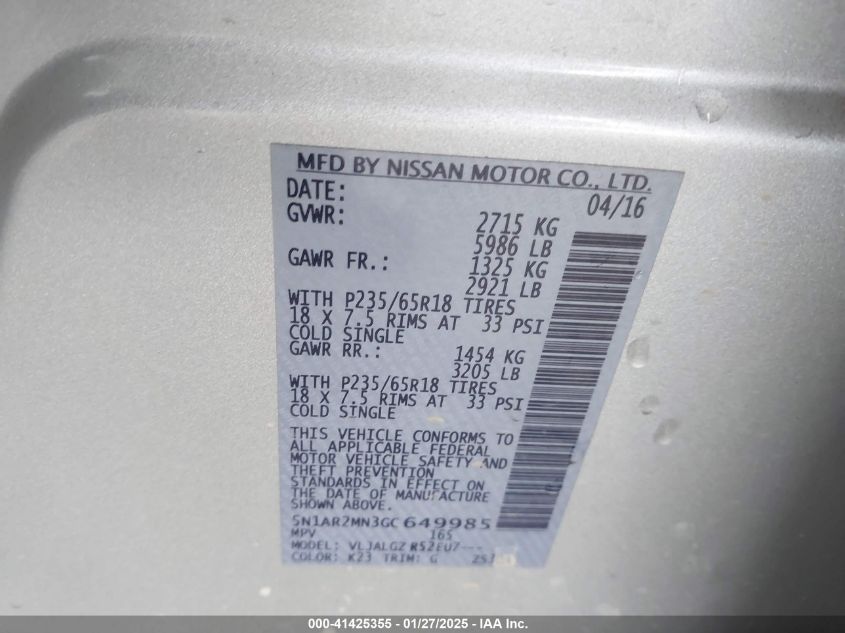 MFD BY NISSAN MOTOR CO., LTD.
DATE: 04/16
GVWR: 2715 KG
5986 LB
GAWR FR.: 1325 KG
2921 LB
WITH P235/65R18 TIRES
18 X 7.5 RIMS AT 33 PSI
COLD SINGLE
GAWR RR.: 1454 KG
3205 LB
WITH P235/65R18 TIRES
18 X 7.5 RIMS AT 33 PSI
COLD SINGLE
THIS VEHICLE CONFORMS TO
ALL APPLICABLE FEDERAL
MOTOR VEHICLE SAFETY AND
THEFT PREVENTION
STANDARDS IN EFFECT ON
THE DATE OF MANUFACTURE
SHOWN ABOVE.
5N1AR2MN3GC649985
MPV 165
MODEL: VLJALGZ R52EU7---
COLOR: K23 TRIM: G
000-41425355 — 01/27/2025 — IAA Inc.